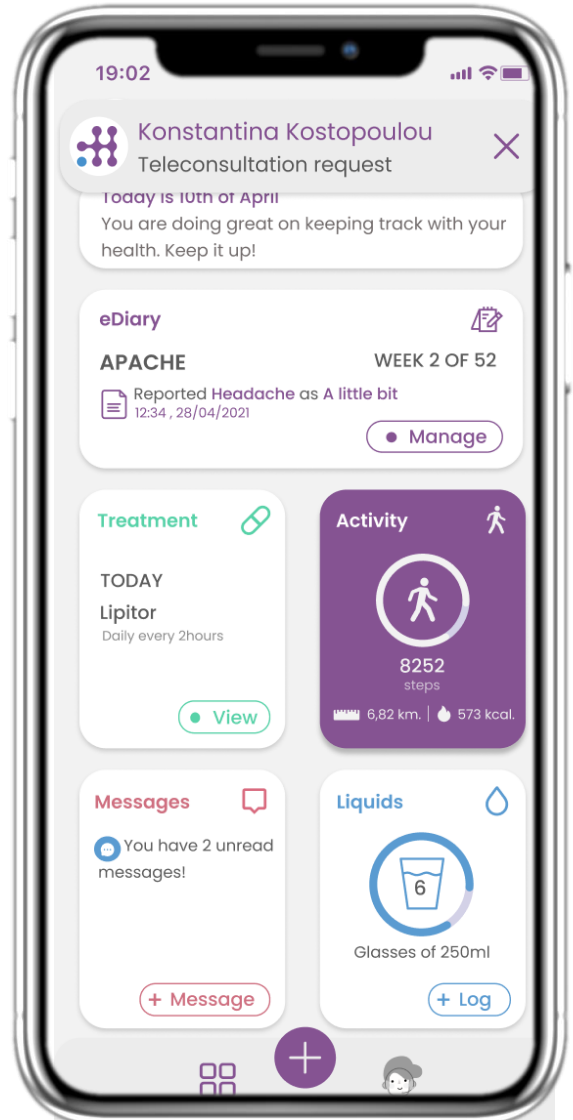 19:02
Konstantina Kostopoulou
Teleconsultation request
Today is 10th of April
You are doing great on keeping track with your
health. Keep it up!
eDiary
APACHE
WEEK 2 OF 52
Reported Headache as A little bit
12:34 , 28/04/2021
Manage
Treatment
TODAY
Lipitor
Daily every 2hours
View
Activity
8252
steps
6,82 km.
573 kcal.
Messages
You have 2 unread
messages!
+ Message
Liquids
6
Glasses of 250ml
+ Log